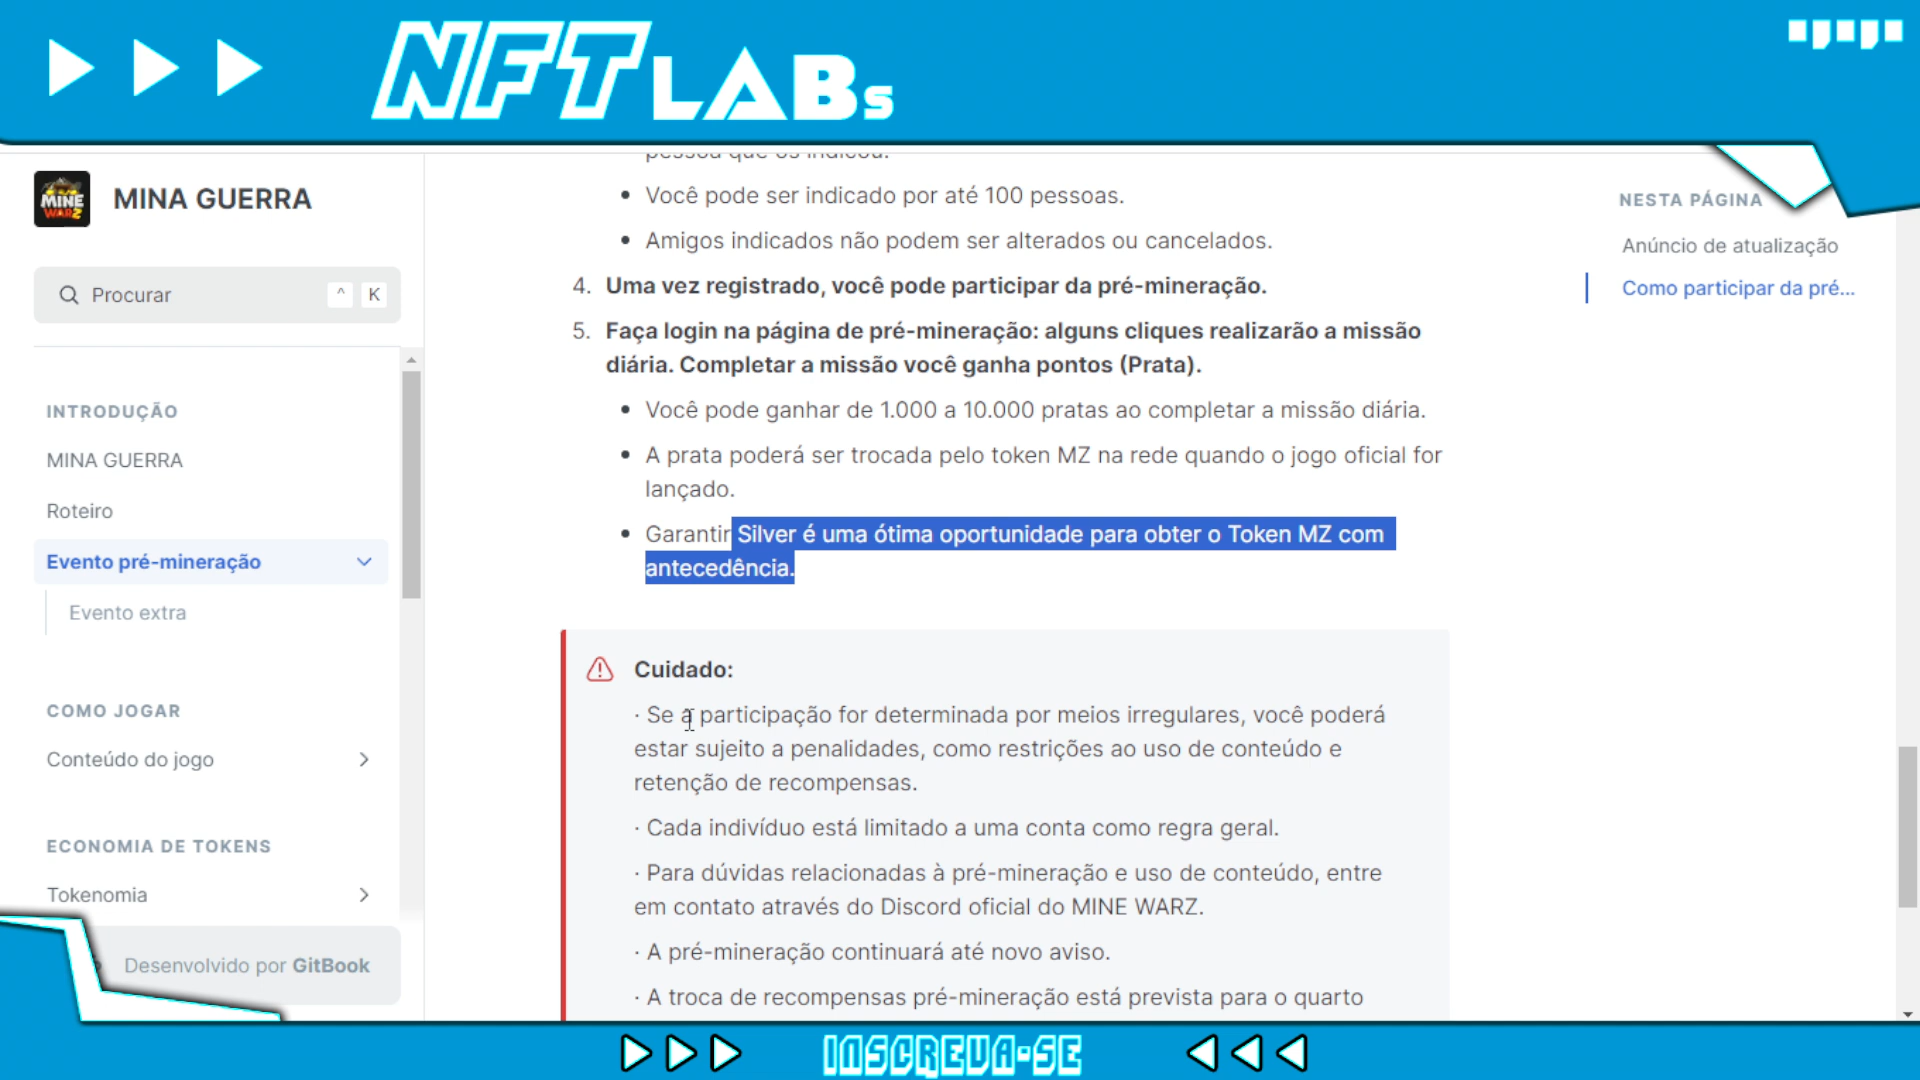 NFT LABs
MINE
WARZ
MINA GUERRA
Procurar
^ K
INTRODUÇÃO
MINA GUERRA
Roteiro
Evento pré-mineração
Evento extra
COMO JOGAR
Conteúdo do jogo
ECONOMIA DE TOKENS
Tokenomia
Desenvolvido por GitBook
pessoa que os indicou.
• Você pode ser indicado por até 100 pessoas.
• Amigos indicados não podem ser alterados ou cancelados.
4. Uma vez registrado, você pode participar da pré-mineração.
5. Faça login na página de pré-mineração: alguns cliques realizarão a missão
diária. Completar a missão você ganha pontos (Prata).
• Você pode ganhar de 1.000 a 10.000 pratas ao completar a missão diária.
• A prata poderá ser trocada pelo token MZ na rede quando o jogo oficial for
lançado.
• Garantir Silver é uma ótima oportunidade para obter o Token MZ com
antecedência.
Cuidado:
· Se a participação for determinada por meios irregulares, você poderá
estar sujeito a penalidades, como restrições ao uso de conteúdo e
retenção de recompensas.
· Cada indivíduo está limitado a uma conta como regra geral.
· Para dúvidas relacionadas à pré-mineração e uso de conteúdo, entre
em contato através do Discord oficial do MINE WARZ.
· A pré-mineração continuará até novo aviso.
· A troca de recompensas pré-mineração está prevista para o quarto
NESTA PÁGINA
Anúncio de atualização
Como participar da pré...
INSCREVA-SE